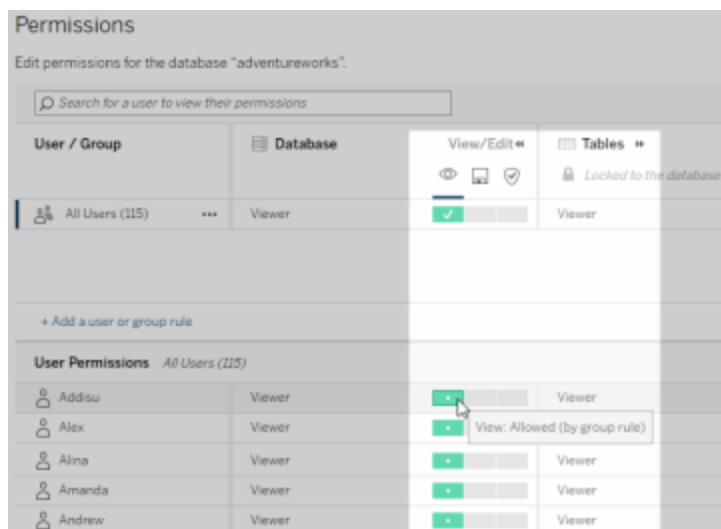 Permissions
Edit permissions for the database "adventureworks".
Search for a user to view their permissions
User / Group Database View/Edit Tables
Locked to the database
All Users (115) ••• Viewer Viewer
+ Add a user or group rule
User Permissions All Users (115)
Addisu Viewer Viewer
Alex Viewer View: Allowed (by group rule)
Alina Viewer Viewer
Amanda Viewer Viewer
Andrew Viewer Viewer